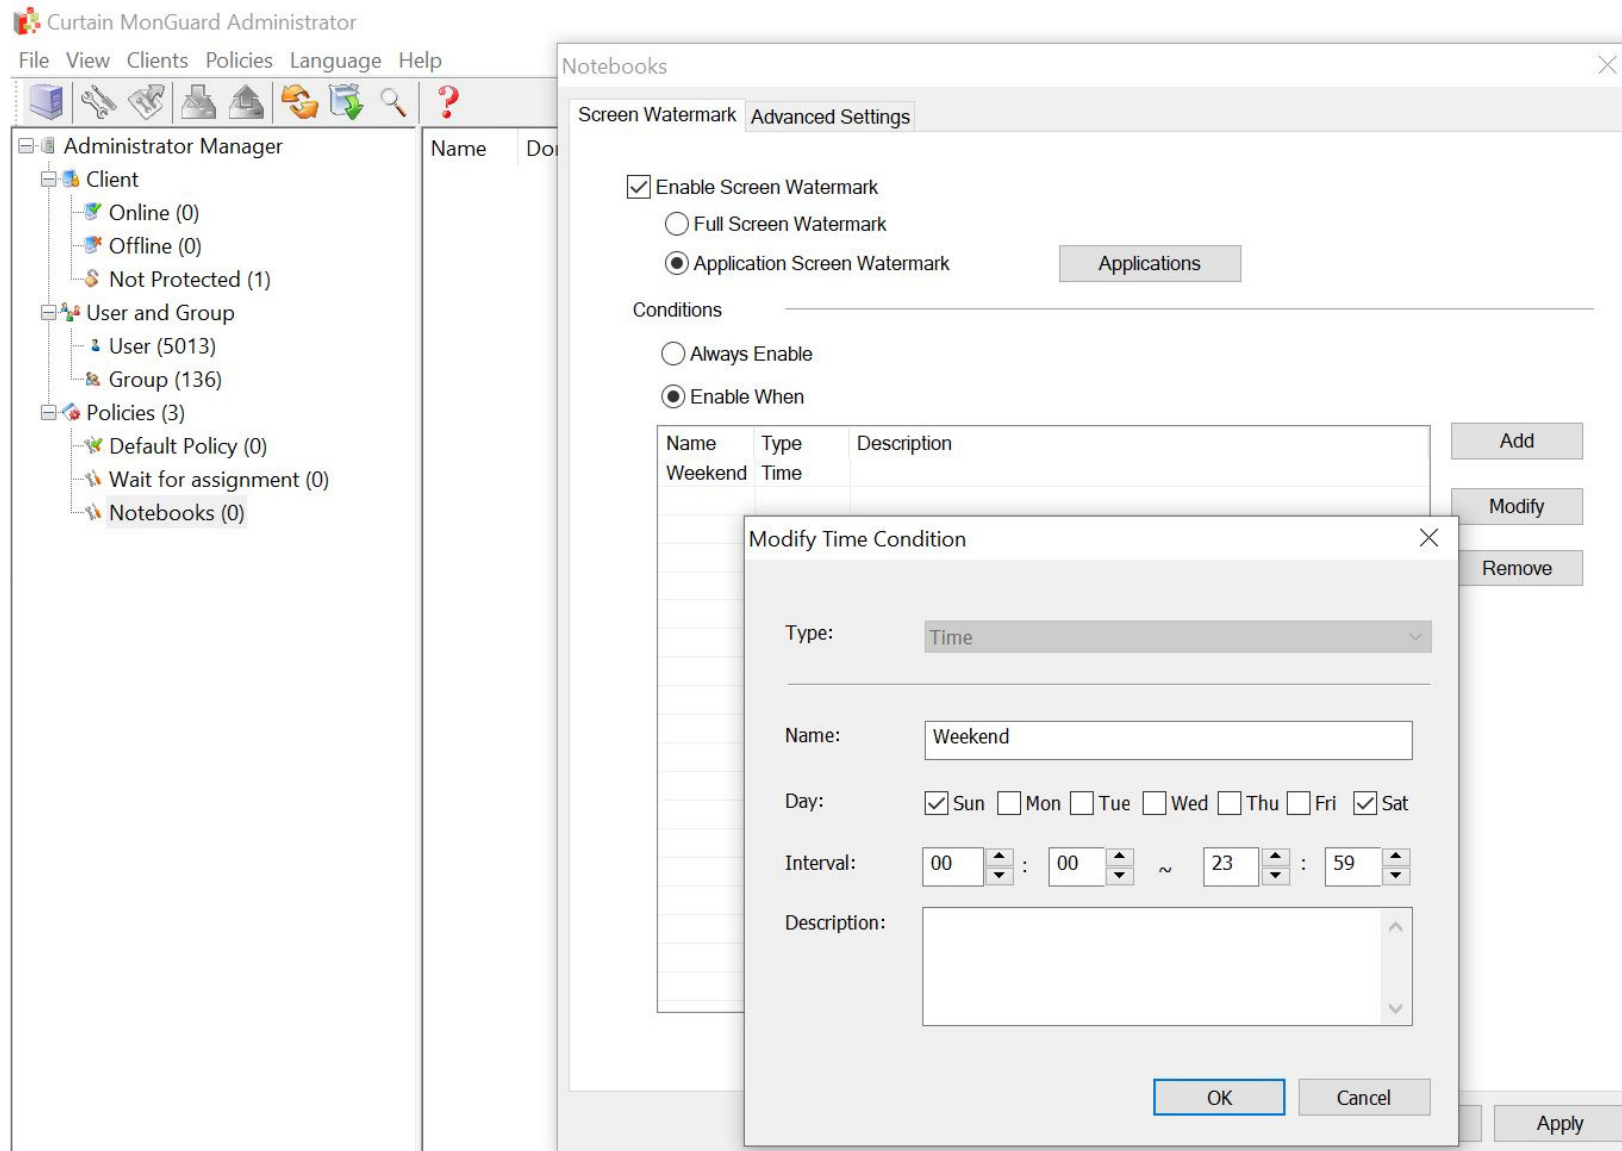 Curtain MonGuard Administrator
File View Clients Policies Language Help
Administrator Manager
Client
Online (0)
Offline (0)
Not Protected (1)
User and Group
User (5013)
Group (136)
Policies (3)
Default Policy (0)
Wait for assignment (0)
Notebooks (0)
Name
Notebooks
Screen Watermark Advanced Settings
Enable Screen Watermark
Full Screen Watermark
Application Screen Watermark Applications
Conditions
Always Enable
Enable When
Name Type Description
Weekend Time
Add
Modify
Remove
Modify Time Condition
Type: Time
Name: Weekend
Day: Sun Mon Tue Wed Thu Fri Sat
Interval: 00 : 00 ~ 23 : 59
Description:
OK Cancel
Apply